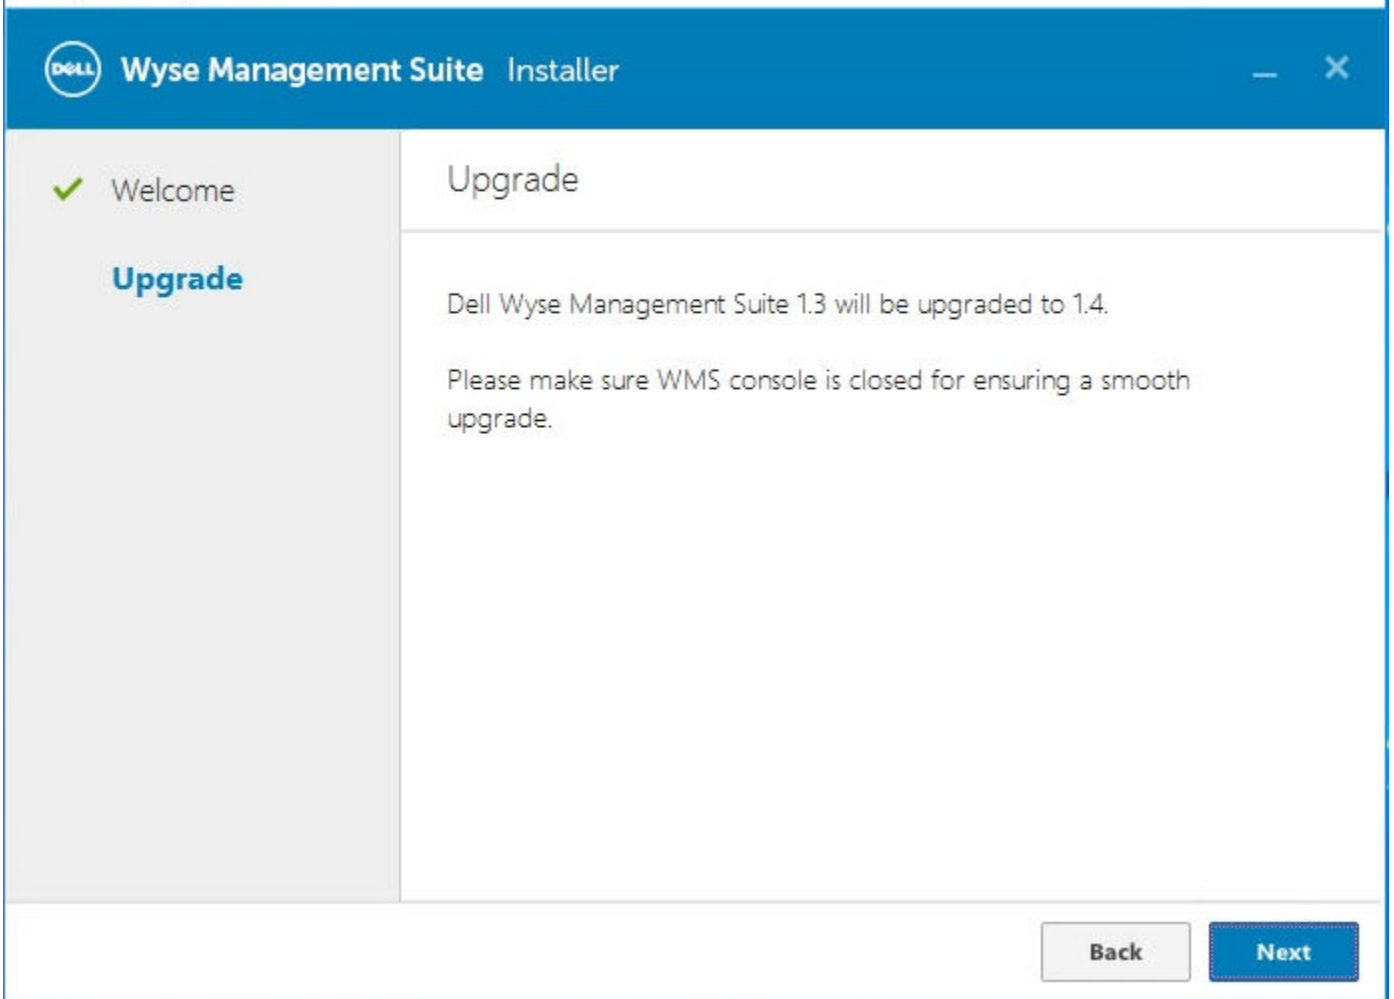 DELL Wyse Management Suite Installer
Welcome
Upgrade
Upgrade
Dell Wyse Management Suite 1.3 will be upgraded to 1.4.
Please make sure WMS console is closed for ensuring a smooth
upgrade.
Back Next